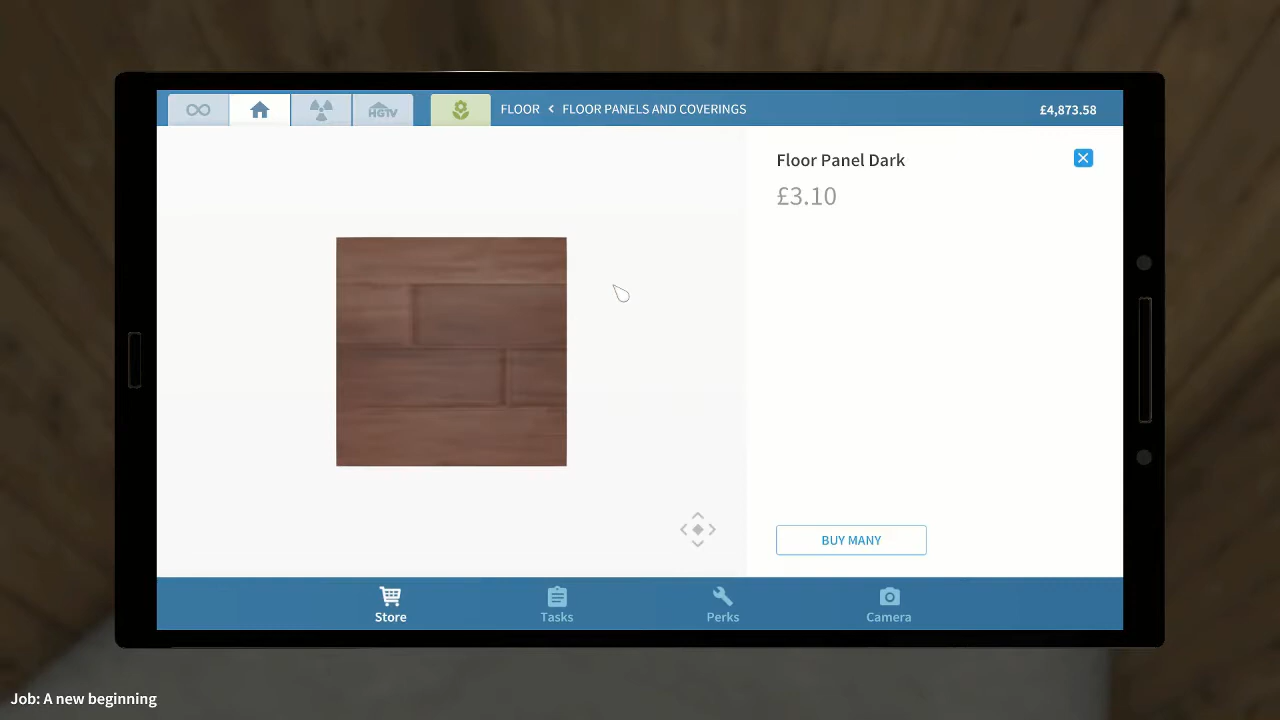 HGTV
FLOOR < FLOOR PANELS AND COVERINGS
£4,873.58
Floor Panel Dark
£3.10
BUY MANY
Store
Tasks
Perks
Camera
Job: A new beginning